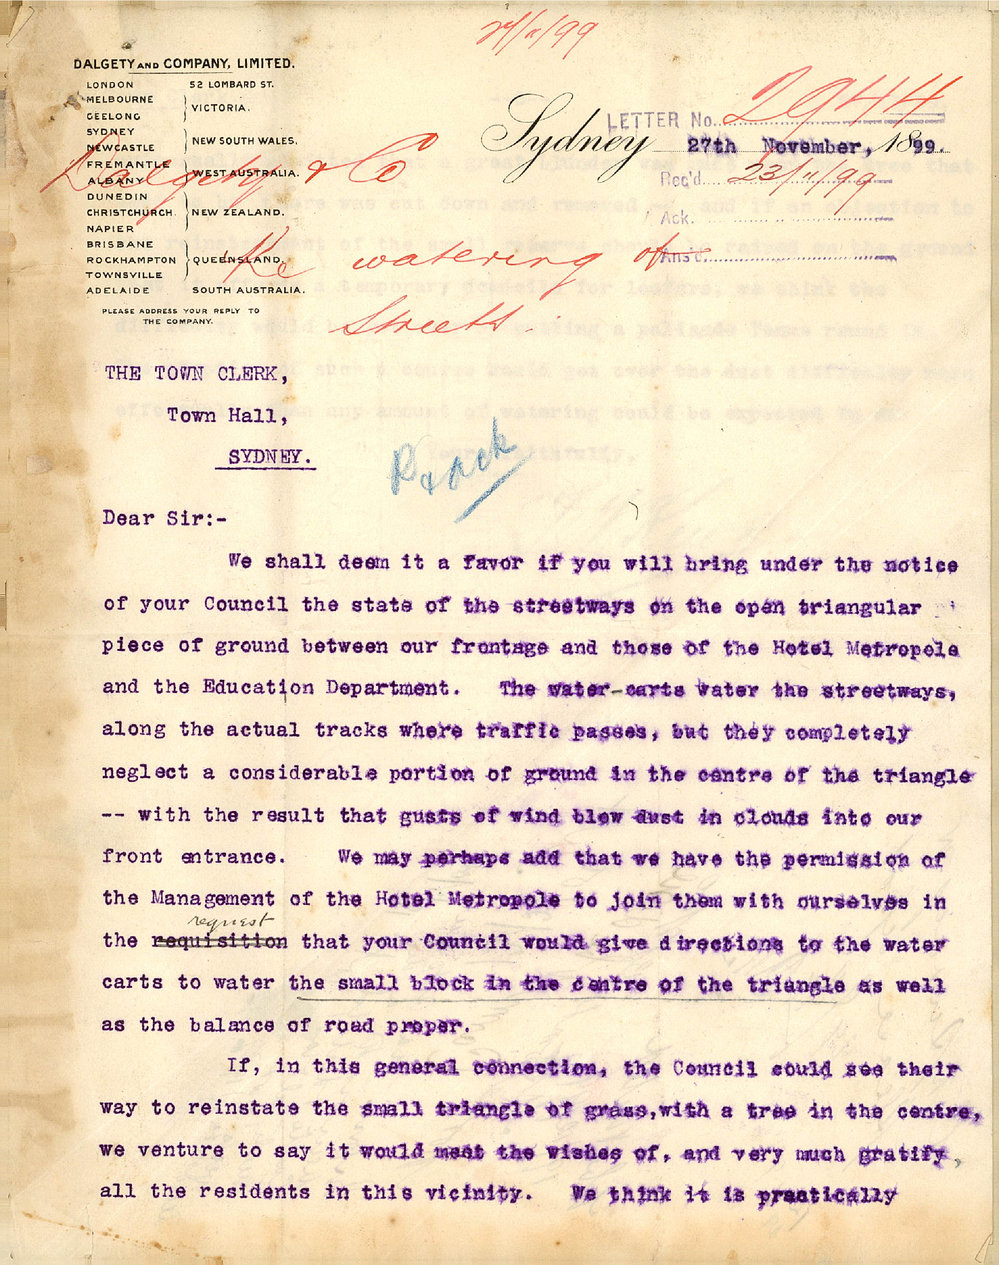 DALGETY AND COMPANY, LIMITED.
LONDON 52 LOMBARD ST.
MELBOURNE
GEELONG
VICTORIA.
SYDNEY
NEWCASTLE
NEW SOUTH WALES.
FREMANTLE
ALBANY
WEST AUSTRALIA.
DUNEDIN
CHRISTCHURCH.
NAPIER
NEW ZEALAND.
BRISBANE
ROCKHAMPTON
TOWNSVILLE
QUEENSLAND.
ADELAIDE SOUTH AUSTRALIA.
PLEASE ADDRESS YOUR REPLY TO
THE COMPANY.
LETTER No. 2944
Sydney 27th November, 1899.
Rec'd. 23/11/99
Ack.
Ans'd.
Dalgety & Co
Re watering of
Streets
THE TOWN CLERK,
Town Hall,
SYDNEY.
Dear Sir:-
We shall deem it a favor if you will bring under the notice
of your Council the state of the streetways on the open triangular
piece of ground between our frontage and those of the Hotel Metropole
and the Education Department. The water-carts water the streetways,
along the actual tracks where traffic passes, but they completely
neglect a considerable portion of ground in the centre of the triangle
-- with the result that gusts of wind blow dust in clouds into our
front entrance. We may perhaps add that we have the permission of
the Management of the Hotel Metropole to join them with ourselves in
request
the requisition that your Council would give directions to the water
carts to water the small block in the centre of the triangle as well
as the balance of road proper.
If, in this general connection, the Council could see their
way to reinstate the small triangle of grass,with a tree in the centre,
we venture to say it would meet the wishes of, and very much gratify,
all the residents in this vicinity. We think it is practically